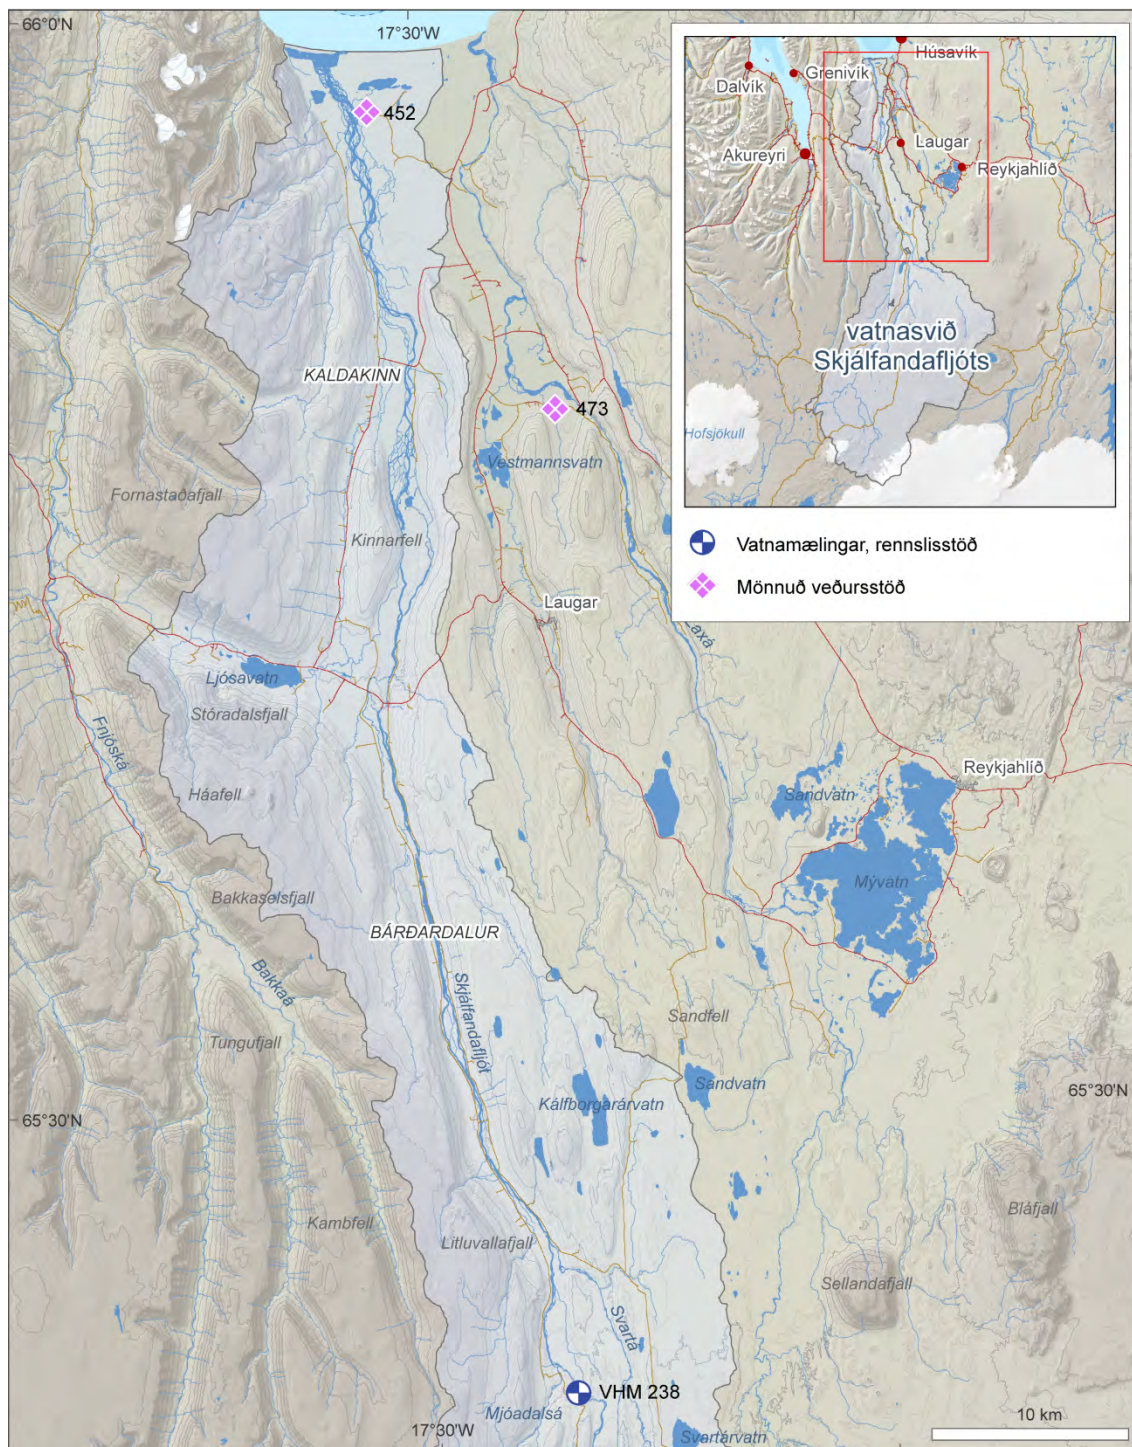 66°0'N
17°30'W
452
Húsavík
Grenivík
Dalvík
Laugar
Akureyri
Reykjahlíð
vatnasvið
Skjálfandafljóts
Hofsjökull
Vatnamælingar, rennslisstöð
Mönnuð veðursstöð
KALDAKINN
473
Vestmannsvatn
Fornastaðafjall
Kinnarfell
Laugar
Laxá
Ljósavatn
Stóradalsfjall
Fnjóská
Háafell
Reykjahlíð
Sandvatn
Mývatn
Bakkaselsfjall
BÁRÐARDALUR
Bakkaá
Skjálfandafljót
Sandfell
Tungufjall
Sandvatn
Kálfborgarárvatn
65°30'N
65°30'N
Kambfell
Litluvallafjall
Bláfjall
Sellandafjall
Svartá
VHM 238
Mjóadalsá
17°30'W
Svartárvatn
10 km